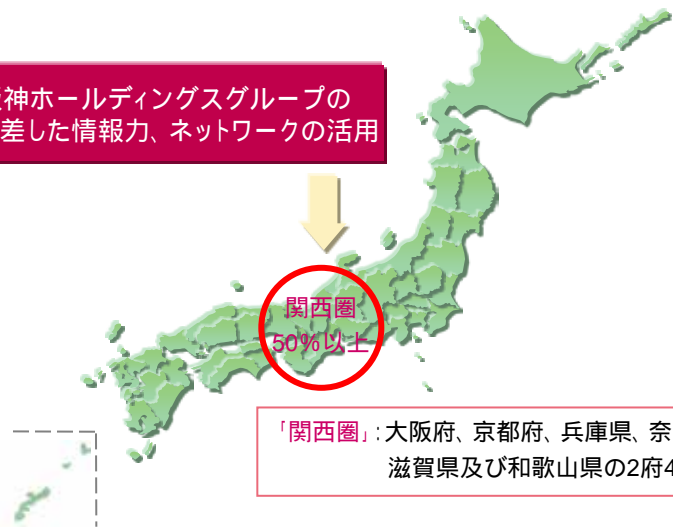 神ホールディングスグループの
差した情報力、ネットワークの活用
関西圏
50%以上
「関西圏」：大阪府、京都府、兵庫県、奈
滋賀県及び和歌山県の2府4